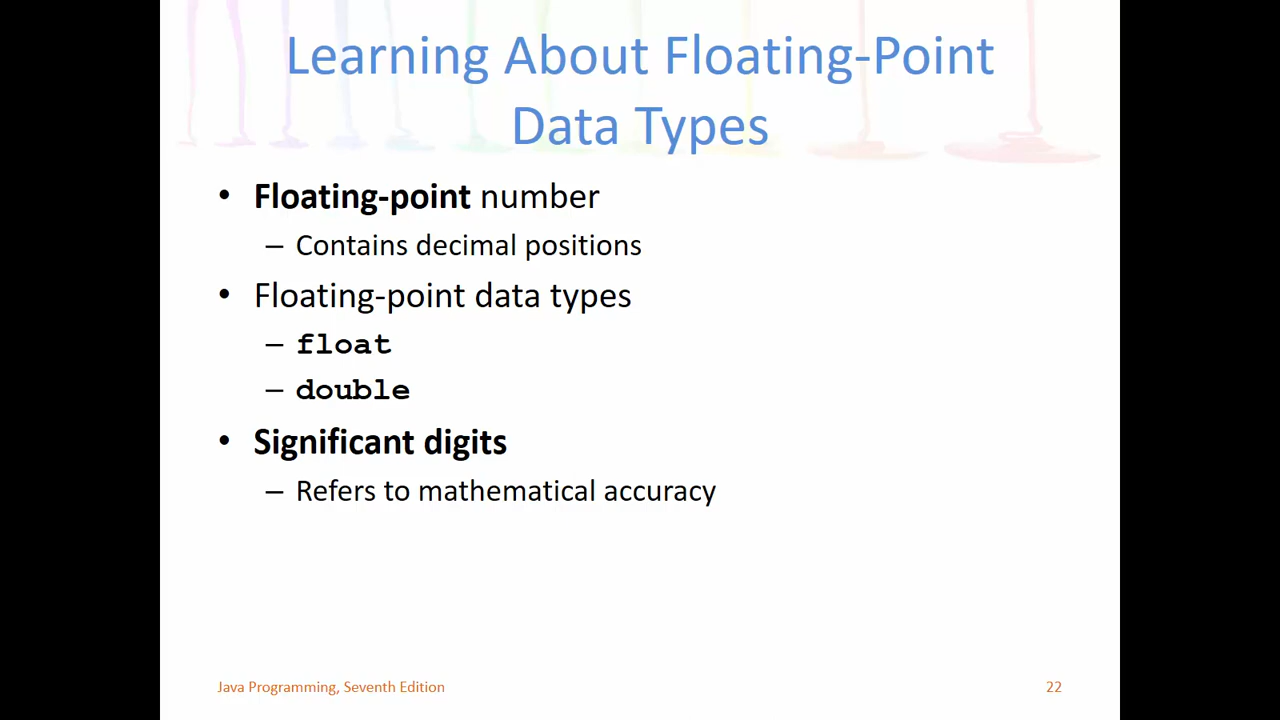 Learning About Floating-Point
Data Types
• Floating-point number
– Contains decimal positions
• Floating-point data types
– float
– double
• Significant digits
– Refers to mathematical accuracy
Java Programming, Seventh Edition
22